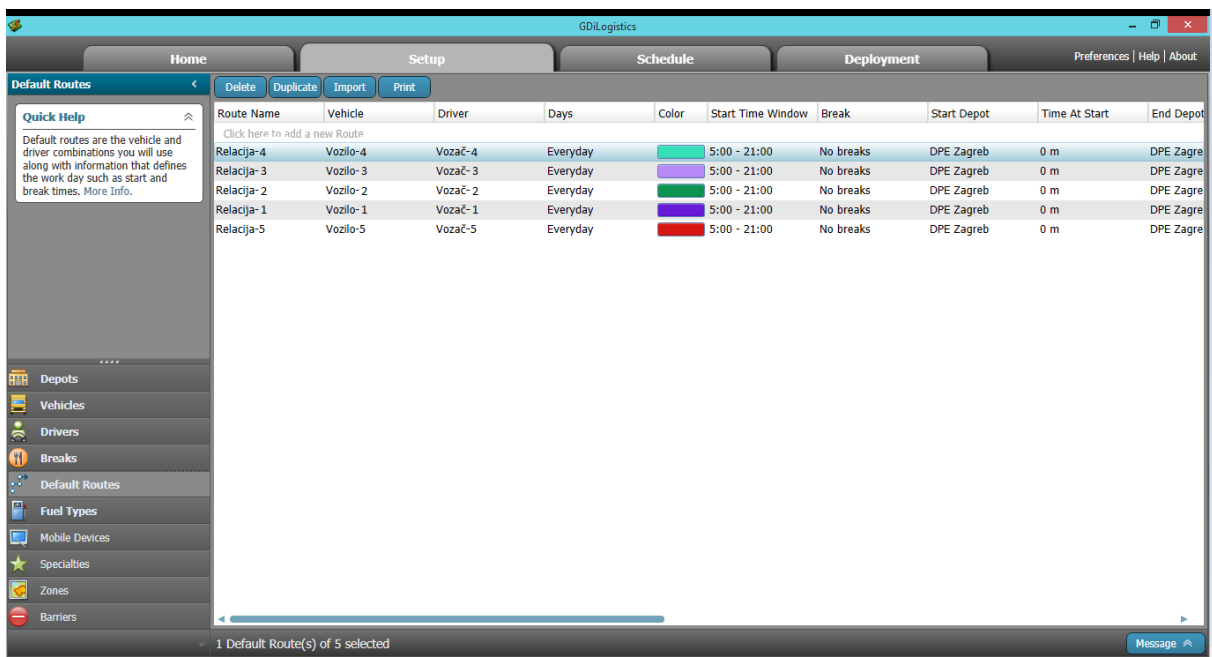 GDiLogistics
Home Setup Schedule Deployment Preferences | Help | About
Default Routes
Delete Duplicate Import Print
Quick Help
Default routes are the vehicle and
driver combinations you will use
along with information that defines
the work day such as start and
break times. More Info.
Route Name Vehicle Driver Days Color Start Time Window Break Start Depot Time At Start End Depot
Click here to add a new Route
Relacija-4 Vozilo-4 Vozač-4 Everyday 5:00 - 21:00 No breaks DPE Zagreb 0 m DPE Zagre
Relacija-3 Vozilo-3 Vozač-3 Everyday 5:00 - 21:00 No breaks DPE Zagreb 0 m DPE Zagre
Relacija-2 Vozilo-2 Vozač-2 Everyday 5:00 - 21:00 No breaks DPE Zagreb 0 m DPE Zagre
Relacija-1 Vozilo-1 Vozač-1 Everyday 5:00 - 21:00 No breaks DPE Zagreb 0 m DPE Zagre
Relacija-5 Vozilo-5 Vozač-5 Everyday 5:00 - 21:00 No breaks DPE Zagreb 0 m DPE Zagre
Depots
Vehicles
Drivers
Breaks
Default Routes
Fuel Types
Mobile Devices
Specialties
Zones
Barriers
1 Default Route(s) of 5 selected
Message